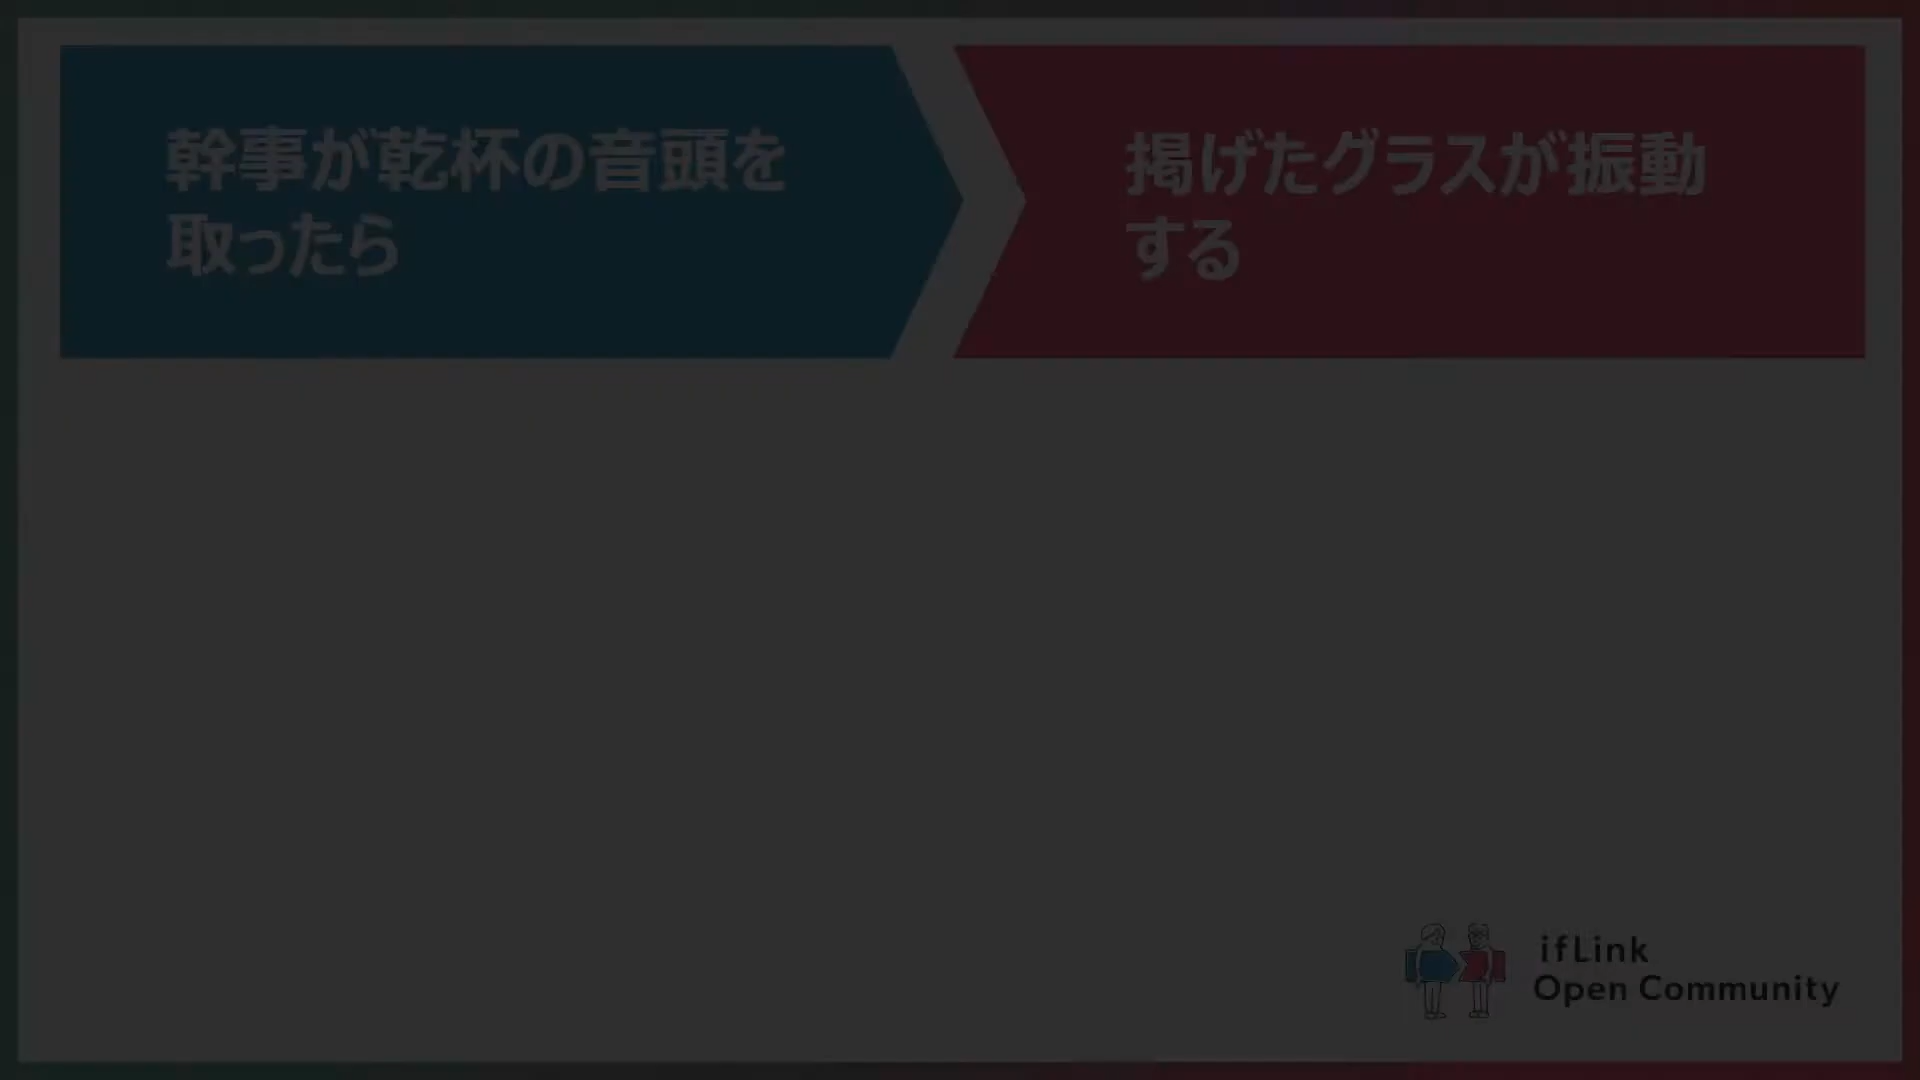 幹事が乾杯の音頭を
取ったら
掲げたグラスが振動
する
ifLink
Open Community